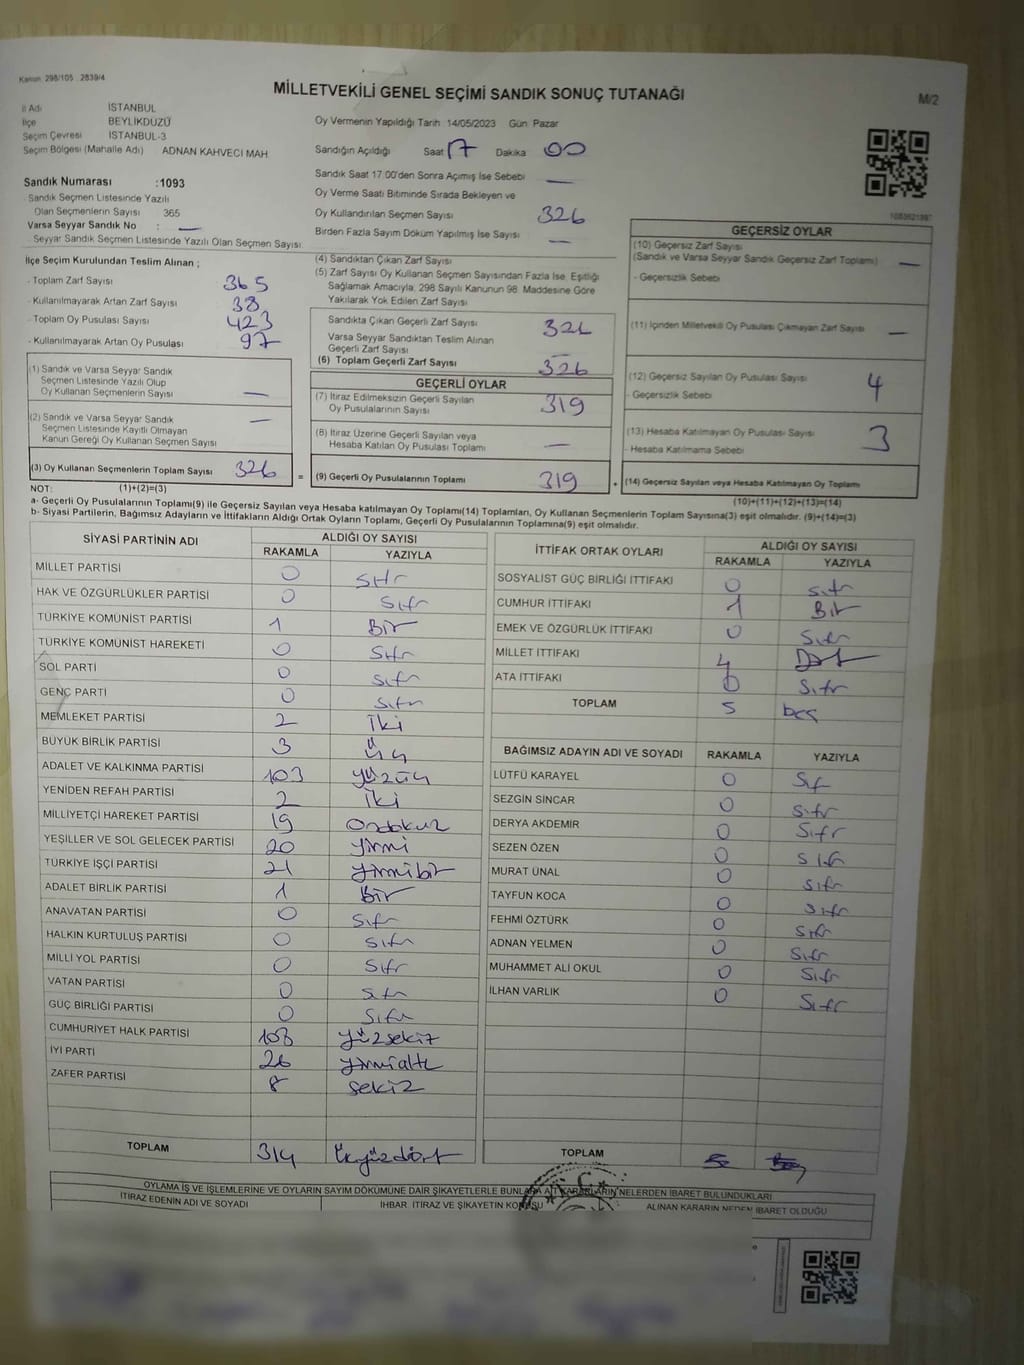 Kanun 298/105 2839/4
MİLLETVEKİLİ GENEL SEÇİMİ SANDIK SONUÇ TUTANAĞI
M/2
İl Adı İSTANBUL
İlçe BEYLİKDÜZÜ
Seçim Çevresi İSTANBUL-3
Seçim Bölgesi (Mahalle Adı) ADNAN KAHVECİ MAH
Sandık Numarası :1093
Sandık Seçmen Listesinde Yazılı
Olan Seçmenlerin Sayısı 365
Varsa Seyyar Sandık No : —
Seyyar Sandık Seçmen Listesinde Yazılı Olan Seçmen Sayısı
Oy Vermenin Yapıldığı Tarih 14/05/2023 Gün Pazar
Sandığın Açıldığı Saat 17 Dakika 00
Sandık Saat 17.00'den Sonra Açılmış İse Sebebi —
Oy Verme Saati Bitiminde Sırada Bekleyen ve
Oy Kullandırılan Seçmen Sayısı 326
Birden Fazla Sayım Döküm Yapılmış İse Sayısı —
İlçe Seçim Kurulundan Teslim Alınan ;
- Toplam Zarf Sayısı 365
- Kullanılmayarak Artan Zarf Sayısı 38
- Toplam Oy Pusulası Sayısı 423
- Kullanılmayarak Artan Oy Pusulası 97
(1) Sandık ve Varsa Seyyar Sandık
Seçmen Listesinde Yazılı Olup
Oy Kullanan Seçmenlerin Sayısı —
(2) Sandık ve Varsa Seyyar Sandık
Seçmen Listesinde Kayıtlı Olmayan
Kanun Gereği Oy Kullanan Seçmen Sayısı —
(3) Oy Kullanan Seçmenlerin Toplam Sayısı 326
(1)+(2)=(3)
(4) Sandıktan Çıkan Zarf Sayısı
(5) Zarf Sayısı Oy Kullanan Seçmen Sayısından Fazla İse, Eşitliği
Sağlamak Amacıyla, 298 Sayılı Kanunun 98. Maddesine Göre
Yakılarak Yok Edilen Zarf Sayısı
Sandıkta Çıkan Geçerli Zarf Sayısı 326
Varsa Seyyar Sandıktan Teslim Alınan
Geçerli Zarf Sayısı —
(6) Toplam Geçerli Zarf Sayısı 326
GEÇERLİ OYLAR
(7) İtiraz Edilmeksizin Geçerli Sayılan
Oy Pusulalarının Sayısı 319
(8) İtiraz Üzerine Geçerli Sayılan veya
Hesaba Katılan Oy Pusulası Toplamı —
= (9) Geçerli Oy Pusulalarının Toplamı 319
GEÇERSİZ OYLAR
(10) Geçersiz Zarf Sayısı
(Sandık ve Varsa Seyyar Sandık Geçersiz Zarf Toplamı) —
- Geçersizlik Sebebi
(11) İçinden Milletvekili Oy Pusulası Çıkmayan Zarf Sayısı —
(12) Geçersiz Sayılan Oy Pusulası Sayısı 4
- Geçersizlik Sebebi
(13) Hesaba Katılmayan Oy Pusulası Sayısı 3
- Hesaba Katılmama Sebebi
+ (14) Geçersiz Sayılan veya Hesaba Katılmayan Oy Toplamı
(10)+(11)+(12)+(13)=(14)
NOT:
a- Geçerli Oy Pusulalarının Toplamı(9) ile Geçersiz Sayılan veya Hesaba katılmayan Oy Toplamı(14) Toplamları, Oy Kullanan Seçmenlerin Toplam Sayısına(3) eşit olmalıdır. (9)+(14)=(3)
b- Siyasi Partilerin, Bağımsız Adayların ve İttifakların Aldığı Ortak Oyların Toplamı, Geçerli Oy Pusulalarının Toplamına(9) eşit olmalıdır.
SİYASİ PARTİNİN ADI ALDIĞI OY SAYISI
RAKAMLA YAZIYLA
MİLLET PARTİSİ 0 Sıfır
HAK VE ÖZGÜRLÜKLER PARTİSİ 0 Sıfır
TÜRKİYE KOMÜNİST PARTİSİ 1 Bir
TÜRKİYE KOMÜNİST HAREKETİ 0 Sıfır
SOL PARTİ 0 Sıfır
GENÇ PARTİ 0 Sıfır
MEMLEKET PARTİSİ 2 İki
BÜYÜK BİRLİK PARTİSİ 3 Üç
ADALET VE KALKINMA PARTİSİ 103 yüzüç
YENİDEN REFAH PARTİSİ 2 İki
MİLLİYETÇİ HAREKET PARTİSİ 19 Ondokuz
YEŞİLLER VE SOL GELECEK PARTİSİ 20 yirmi
TÜRKİYE İŞÇİ PARTİSİ 21 yirmibir
ADALET BİRLİK PARTİSİ 1 Bir
ANAVATAN PARTİSİ 0 Sıfır
HALKIN KURTULUŞ PARTİSİ 0 Sıfır
MİLLİ YOL PARTİSİ 0 Sıfır
VATAN PARTİSİ 0 Sıfır
GÜÇ BİRLİĞİ PARTİSİ 0 Sıfır
CUMHURİYET HALK PARTİSİ 108 yüzsekiz
İYİ PARTİ 26 yirmialtı
ZAFER PARTİSİ 8 sekiz
TOPLAM 314 üçyüzdört
İTTİFAK ORTAK OYLARI ALDIĞI OY SAYISI
RAKAMLA YAZIYLA
SOSYALİST GÜÇ BİRLİĞİ İTTİFAKI 0 Sıfır
CUMHUR İTTİFAKI 1 Bir
EMEK VE ÖZGÜRLÜK İTTİFAKI 0 Sıfır
MİLLET İTTİFAKI 4 Dört
ATA İTTİFAKI 0 Sıfır
TOPLAM 5 beş
BAĞIMSIZ ADAYIN ADI VE SOYADI RAKAMLA YAZIYLA
LÜTFÜ KARAYEL 0 Sıfır
SEZGİN SİNCAR 0 Sıfır
DERYA AKDEMİR 0 Sıfır
SEZEN ÖZEN 0 Sıfır
MURAT ÜNAL 0 Sıfır
TAYFUN KOCA 0 Sıfır
FEHMİ ÖZTÜRK 0 Sıfır
ADNAN YELMEN 0 Sıfır
MUHAMMET ALİ OKUL 0 Sıfır
İLHAN VARLIK 0 Sıfır
TOPLAM
OYLAMA İŞ VE İŞLEMLERİNE VE OYLARIN SAYIM DÖKÜMÜNE DAİR ŞİKAYETLERLE BUNLARA AİT KARARLARIN NELERDEN İBARET BULUNDUKLARI
İTİRAZ EDENİN ADI VE SOYADI İHBAR İTİRAZ VE ŞİKAYETİN KONUSU ALINAN KARARIN NEDEN İBARET OLDUĞU